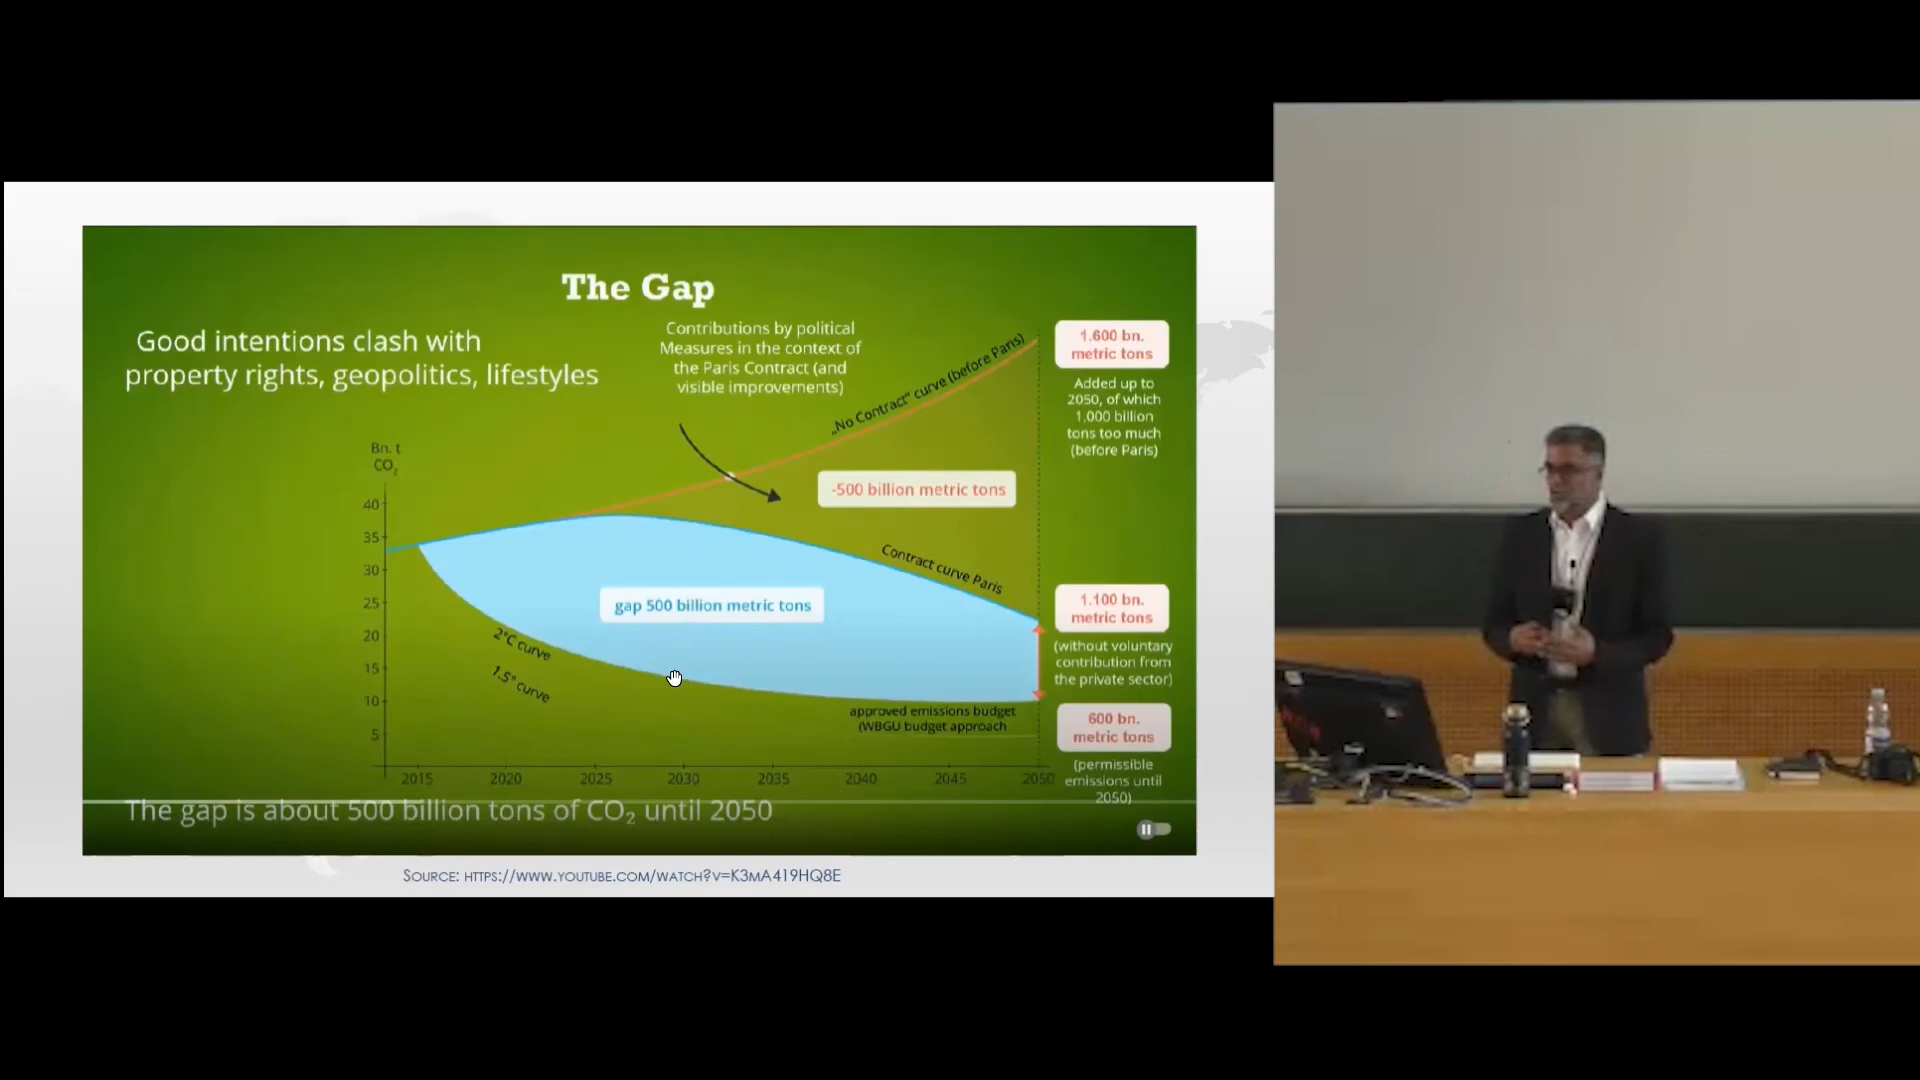 The Gap
Good intentions clash with
property rights, geopolitics, lifestyles
Contributions by political
Measures in the context of
the Paris Contract (and
visible improvements)
„No Contract" curve (before Paris)
1.600 bn.
metric tons
Added up to
2050, of which
1,000 billion
tons too much
(before Paris)
Bn. t
CO₂
-500 billion metric tons
40
35
30
25
20
15
10
5
Contract curve Paris
gap 500 billion metric tons
2°C curve
1.5° curve
1.100 bn.
metric tons
(without voluntary
contribution from
the private sector)
approved emissions budget
(WBGU budget approach
600 bn.
metric tons
(permissible
emissions until
2050)
2015 2020 2025 2030 2035 2040 2045 2050
The gap is about 500 billion tons of CO₂ until 2050
Source: https://www.youtube.com/watch?v=K3mA419HQ8E